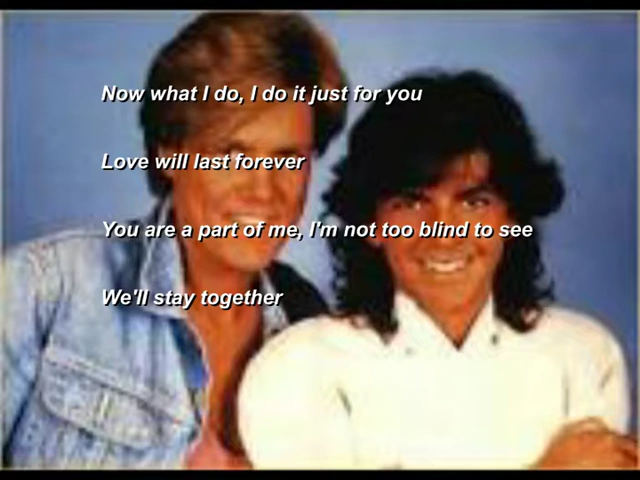 Now what I do, I do it just for you
Love will last forever
You are a part of me, I'm not too blind to see
We'll stay together